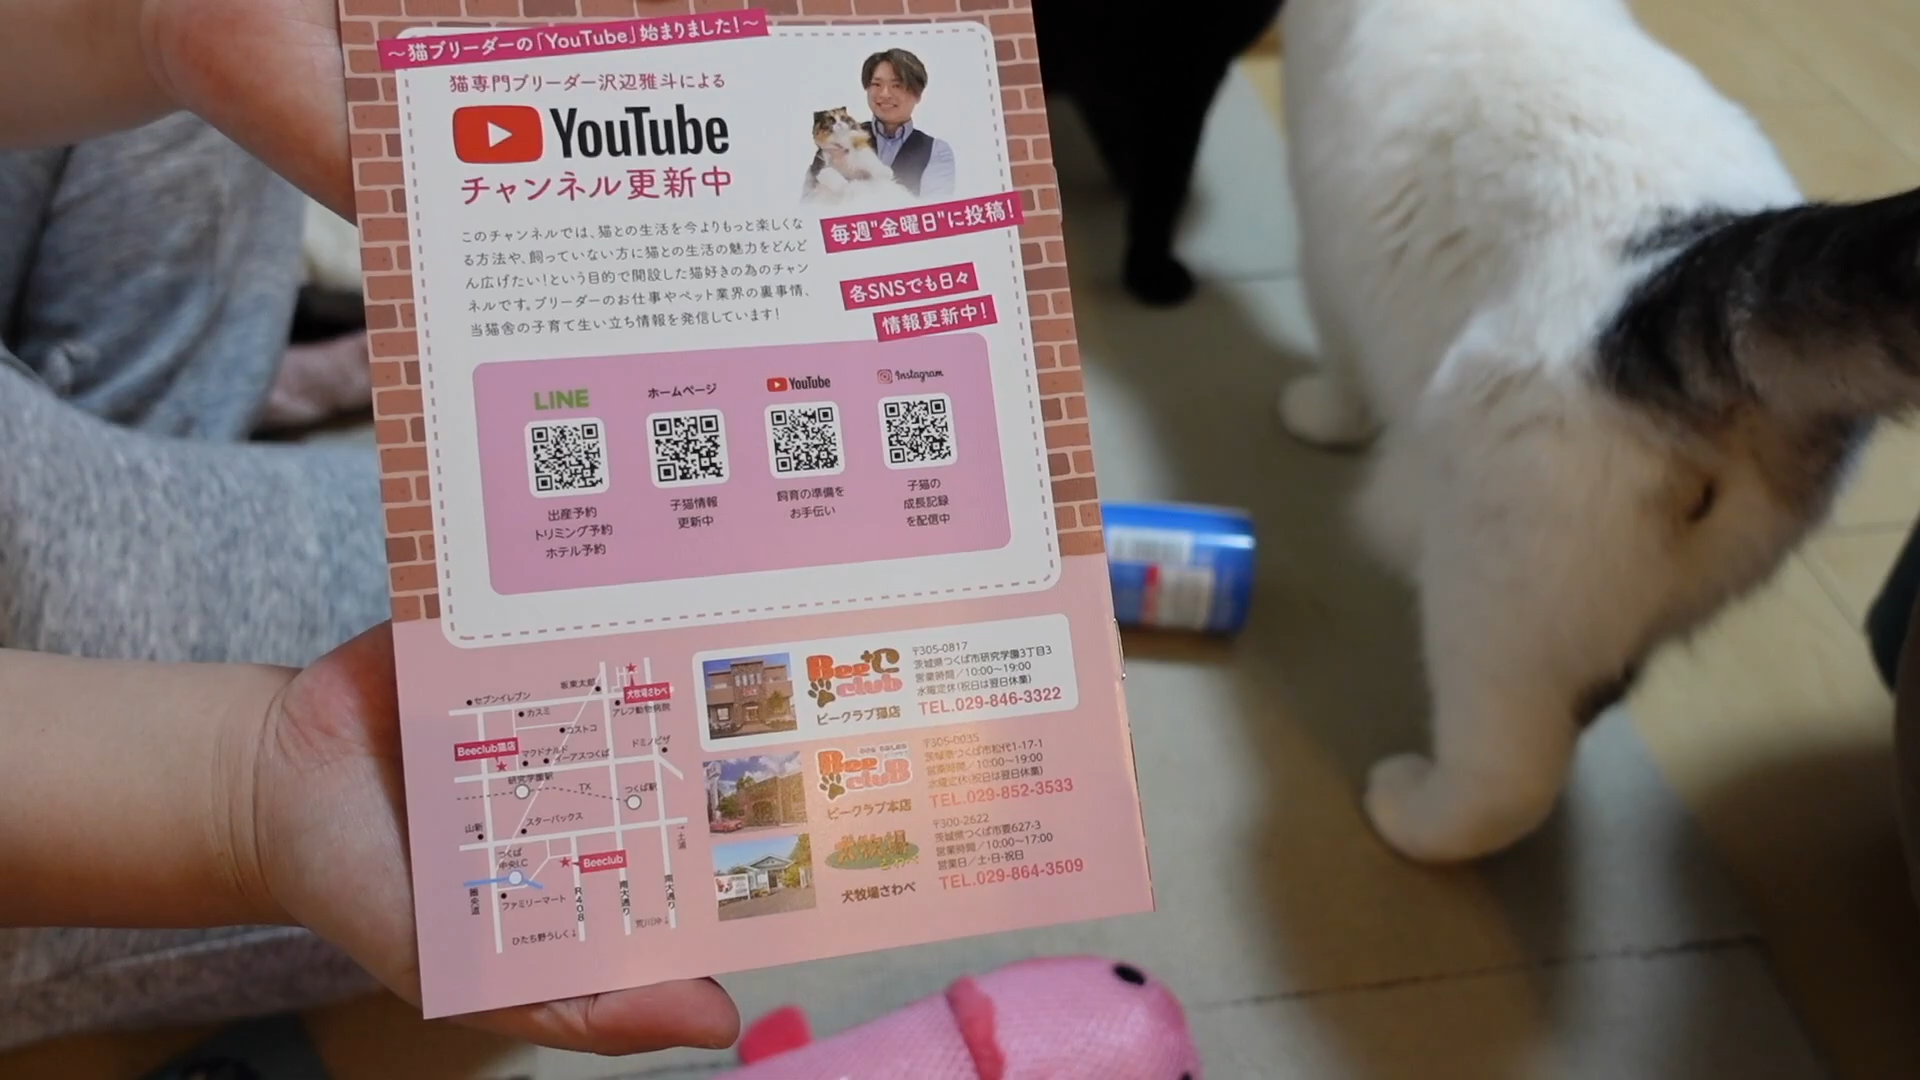 ～猫ブリーダーの「YouTube」始まりました！～
猫専門ブリーダー沢辺雅斗による
YouTube
チャンネル更新中
このチャンネルでは、猫との生活を今よりもっと楽しくな
る方法や、飼っていない方に猫との生活の魅力をどんど
ん広げたい！という目的で開設した猫好きの為のチャン
ネルです。ブリーダーのお仕事やペット業界の裏事情、
当猫舎の子育て生い立ち情報を発信しています！
毎週"金曜日"に投稿！
各SNSでも日々
情報更新中！
LINE
出産予約
トリミング予約
ホテル予約
ホームページ
子猫情報
更新中
YouTube
飼育の準備を
お手伝い
Instagram
子猫の
成長記録
を配信中
セブンイレブン
坂東太郎
犬牧場さわべ
カスミ
アレフ動物病院
コストコ
Beeclub猫店
マクドナルド
イーアスつくば
ドミノピザ
研究学園駅
TX
つくば駅
山新
スターバックス
つくば
中央I.C
Beeclub
ファミリーマート
圏央道
R408
南大通り
ひたち野うしく↓
Bee Cat club
ビークラブ猫店
〒305-0817
茨城県つくば市研究学園3丁目3
営業時間／10:00～19:00
水曜定休（祝日は翌日休業）
TEL.029-846-3322
Bee cluB
ビークラブ本店
〒305-0035
茨城県つくば市松代1-17-1
営業時間／10:00～19:00
水曜定休（祝日は翌日休業）
TEL.029-852-3533
犬牧場
さわべ
犬牧場さわべ
〒300-2622
茨城県つくば市要627-3
営業時間／10:00～17:00
営業日／土・日・祝日
TEL.029-864-3509